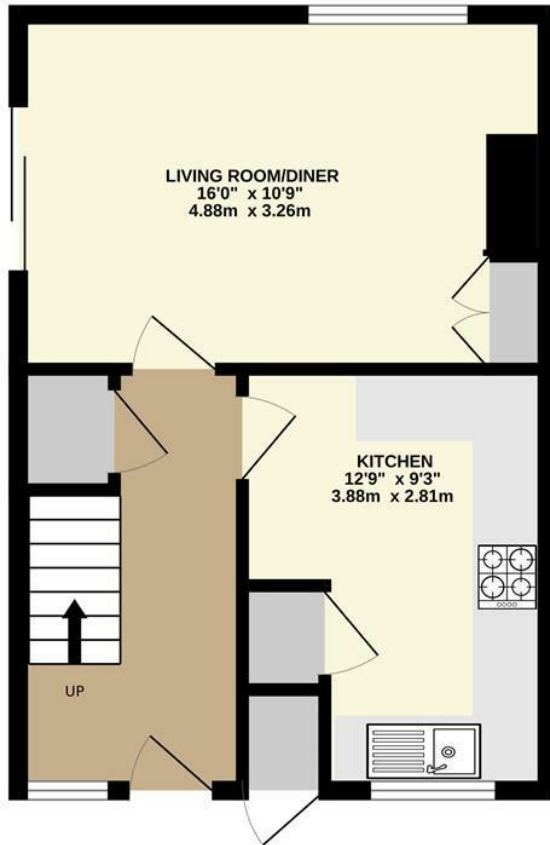 LIVING ROOM/DINER
16'0" x 10'9"
4.88m x 3.26m
KITCHEN
12'9" x 9'3"
3.88m x 2.81m
UP